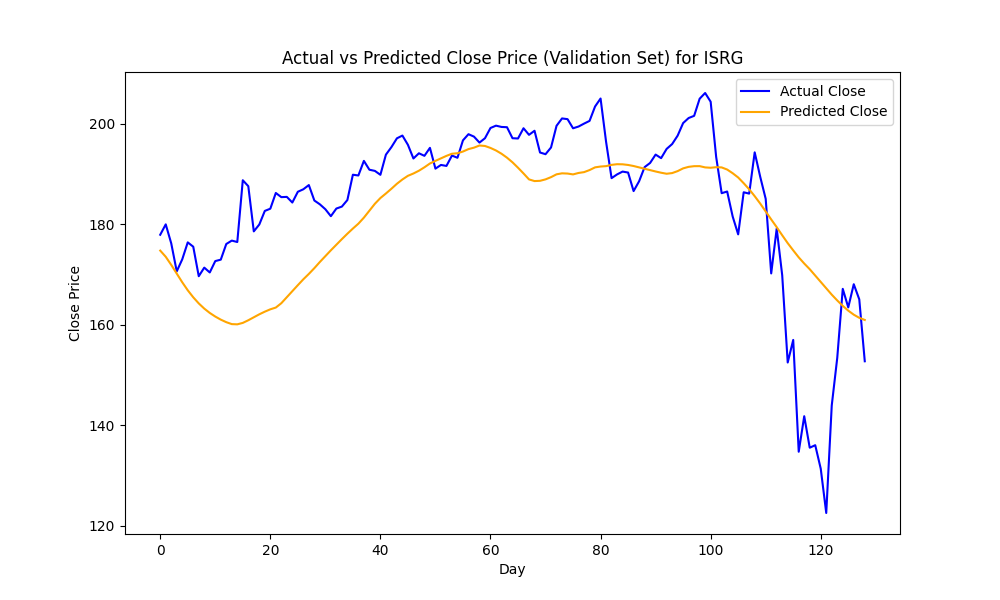 Actual vs Predicted Close Price (Validation Set) for ISRG
Actual Close
Predicted Close
Close Price
200
180
160
140
120
0 20 40 60 80 100 120
Day